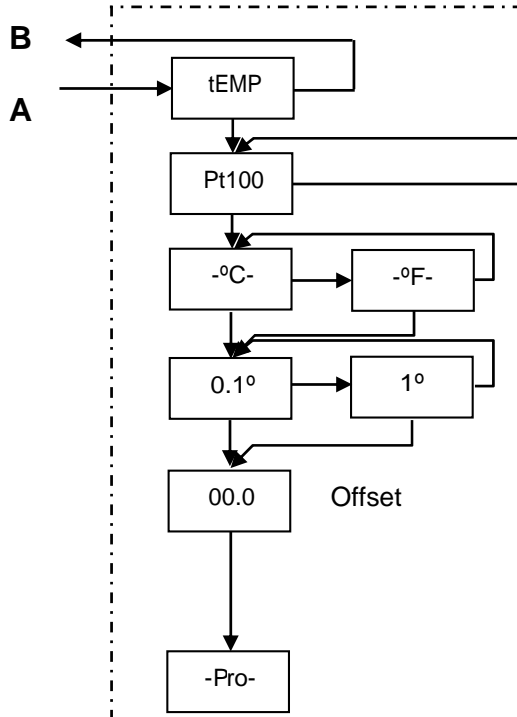 B
tEMP
A
Pt100
-ºC- -ºF-
0.1º 1º
00.0 Offset
-Pro-